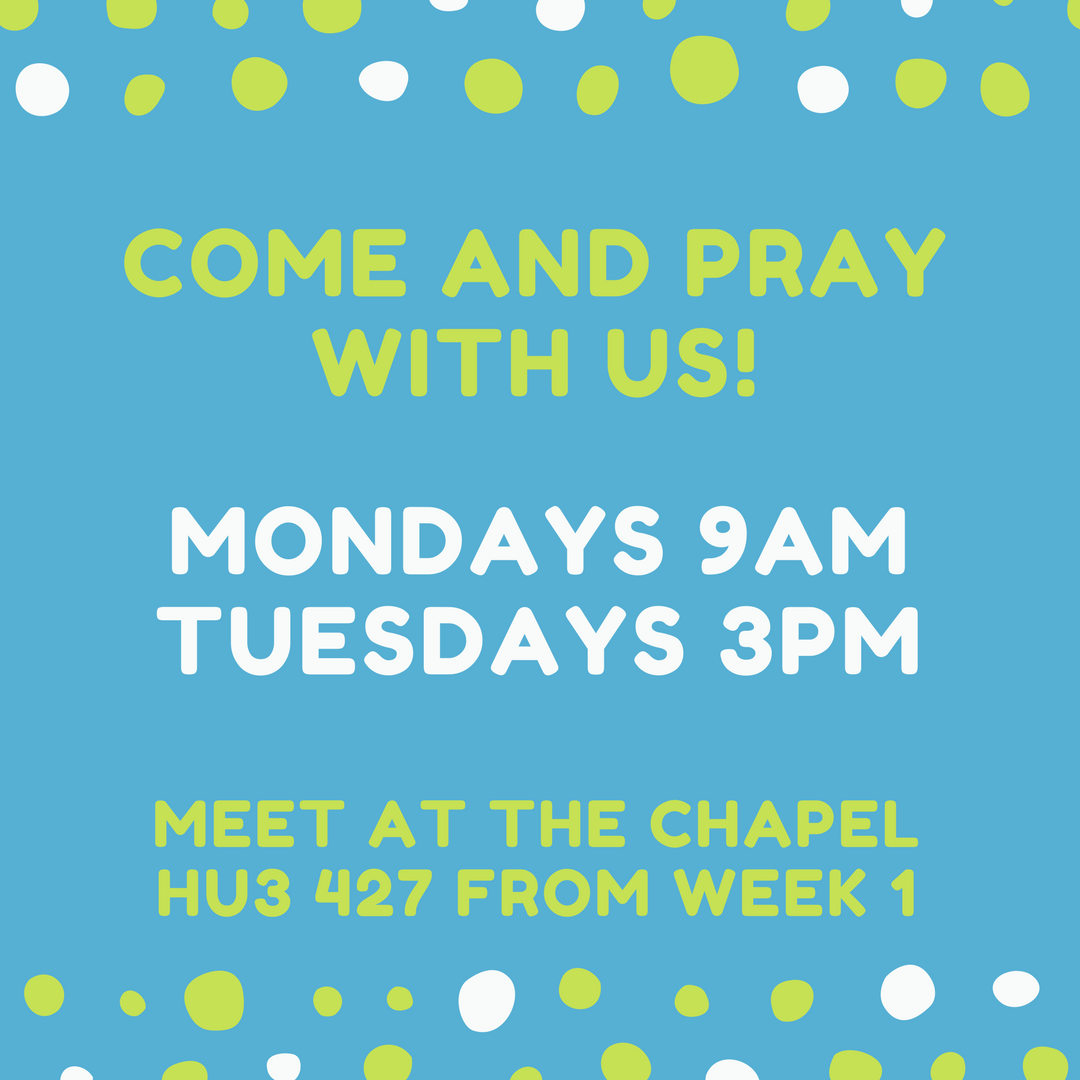 COME AND PRAY
WITH US!
MONDAYS 9AM
TUESDAYS 3PM
MEET AT THE CHAPEL
HU3 427 FROM WEEK 1